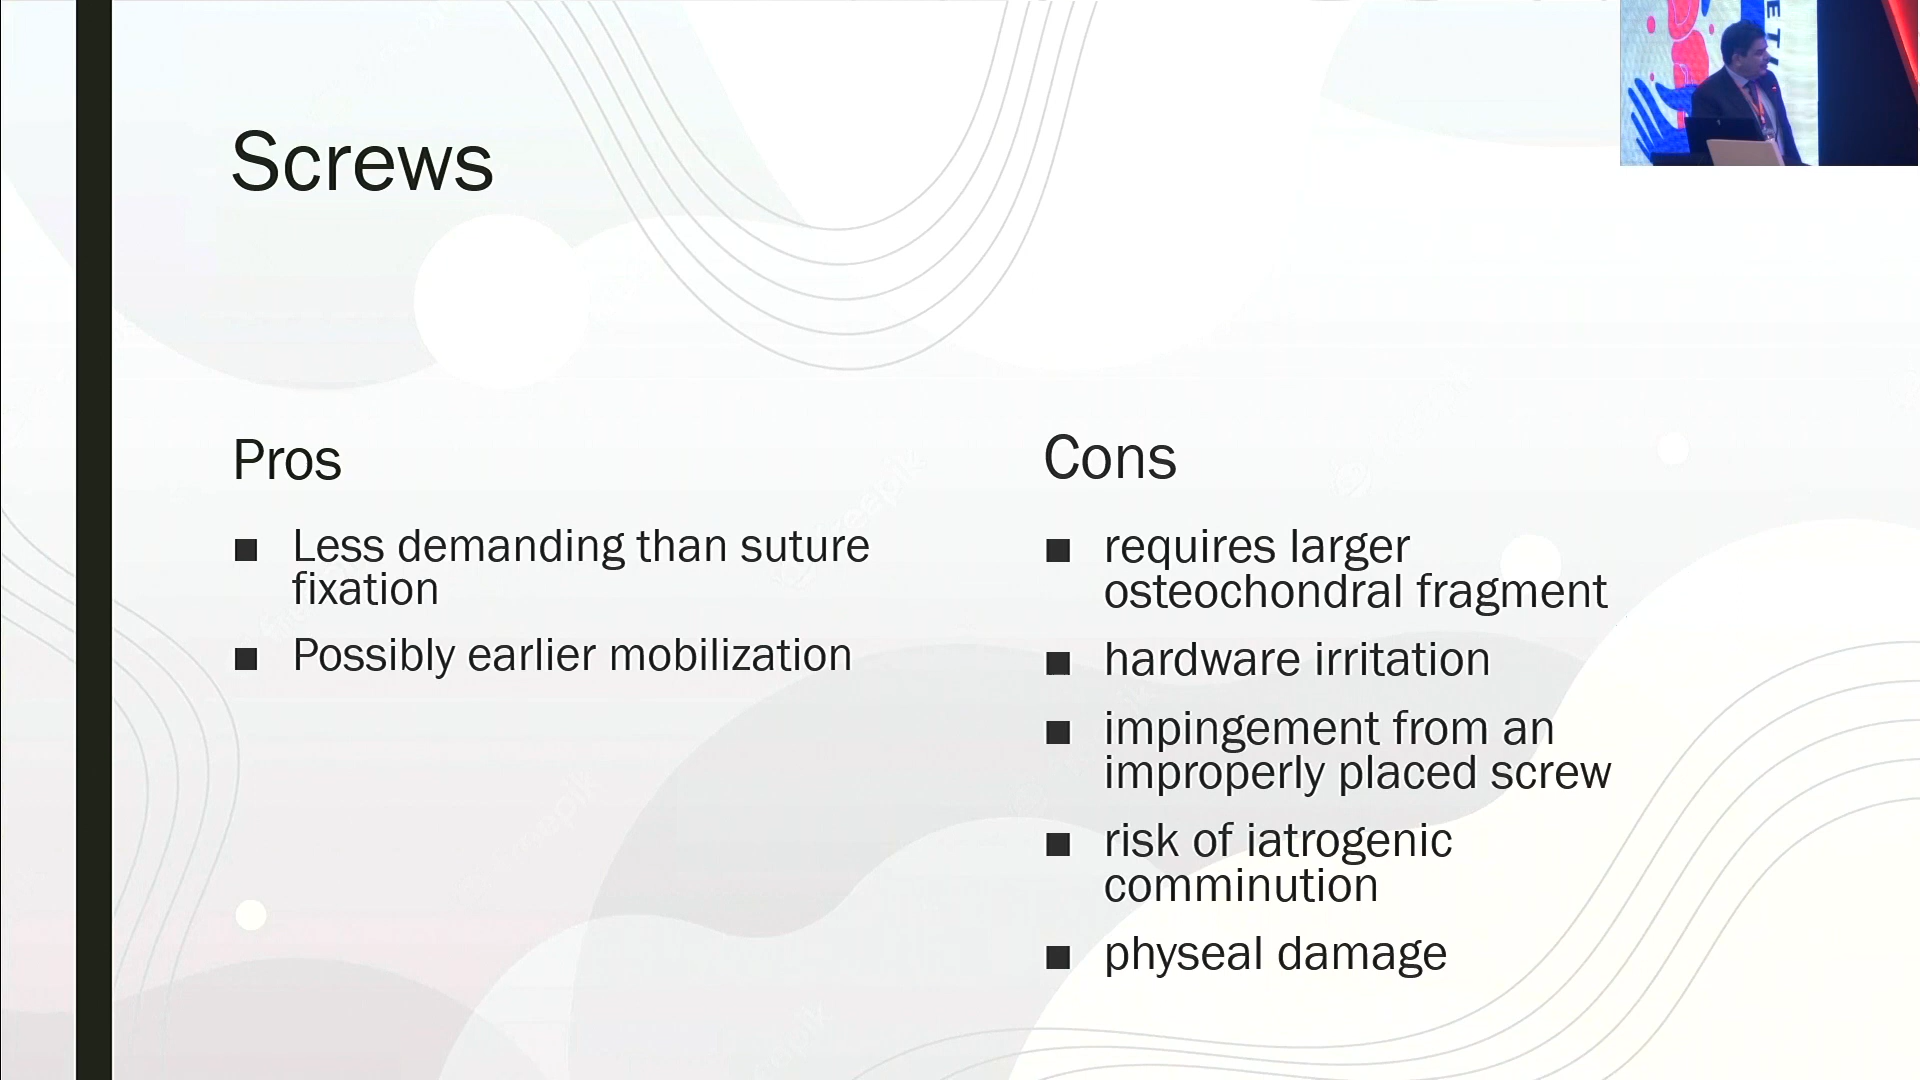 Screws
Pros
■ Less demanding than suture
fixation
■ Possibly earlier mobilization
Cons
■ requires larger
osteochondral fragment
■ hardware irritation
■ impingement from an
improperly placed screw
■ risk of iatrogenic
comminution
■ physeal damage